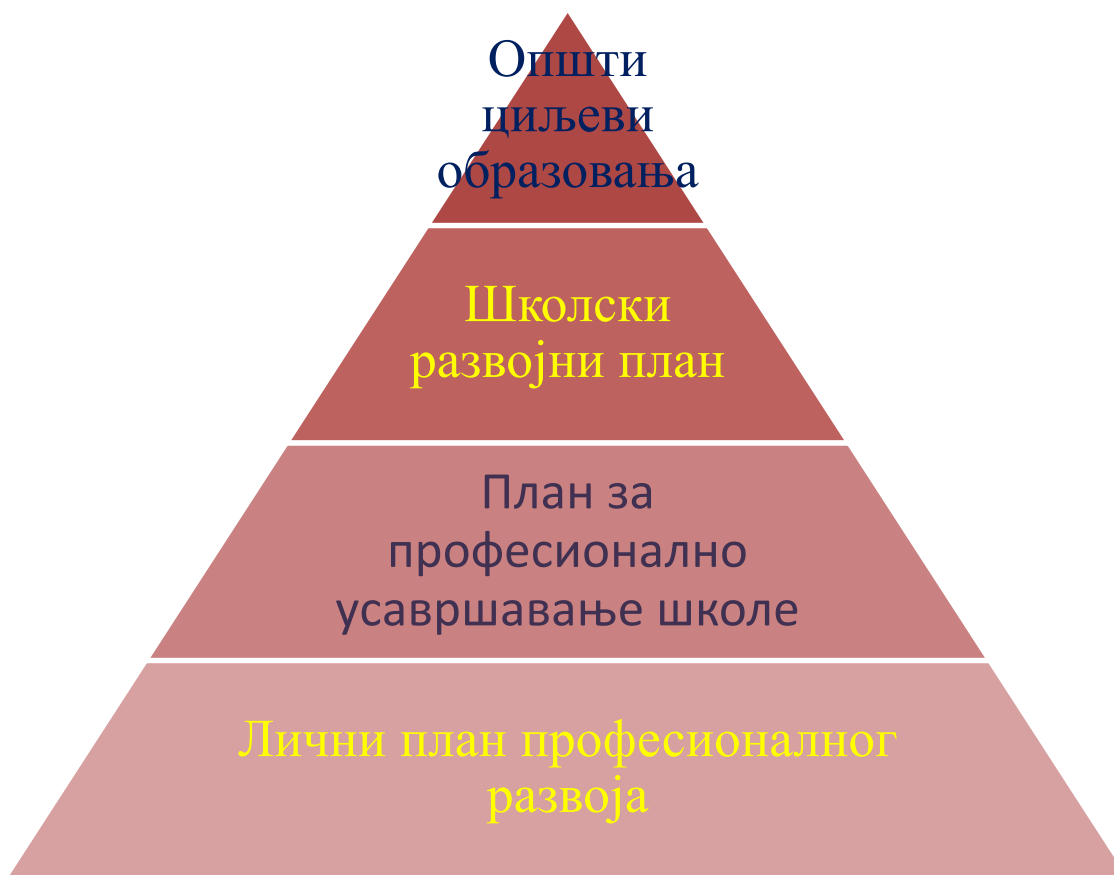 Општи
циљеви
образовања
Школски
развојни план
План за
професионално
усавршавање школе
Лични план професионалног
развоја